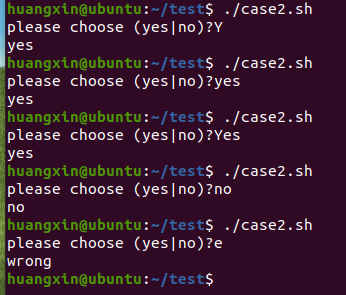 huangxin@ubuntu:~/test$ ./case2.sh
please choose (yes|no)?Y
yes
huangxin@ubuntu:~/test$ ./case2.sh
please choose (yes|no)?yes
yes
huangxin@ubuntu:~/test$ ./case2.sh
please choose (yes|no)?Yes
yes
huangxin@ubuntu:~/test$ ./case2.sh
please choose (yes|no)?no
no
huangxin@ubuntu:~/test$ ./case2.sh
please choose (yes|no)?e
wrong
huangxin@ubuntu:~/test$